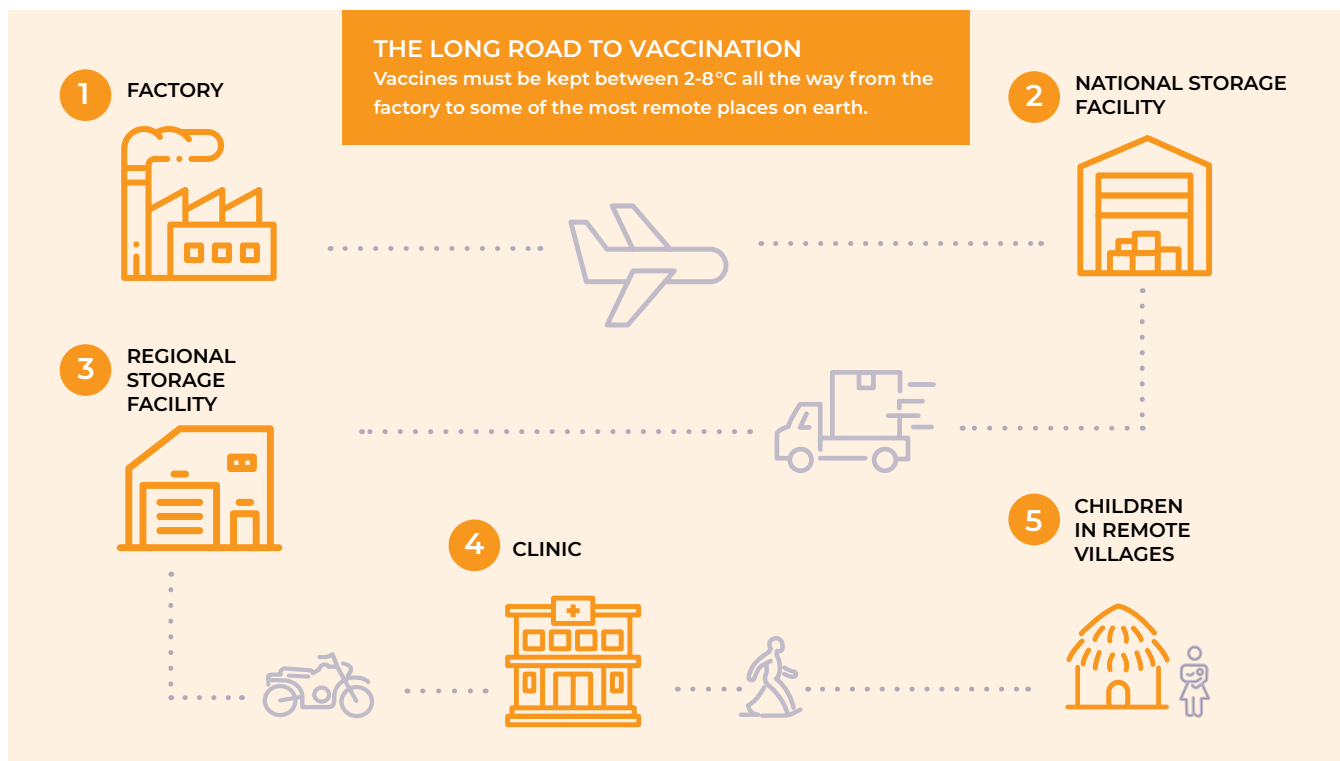 THE LONG ROAD TO VACCINATION
Vaccines must be kept between 2-8°C all the way from the
factory to some of the most remote places on earth.
1 FACTORY
2 NATIONAL STORAGE
FACILITY
3 REGIONAL
STORAGE
FACILITY
4 CLINIC
5 CHILDREN
IN REMOTE
VILLAGES